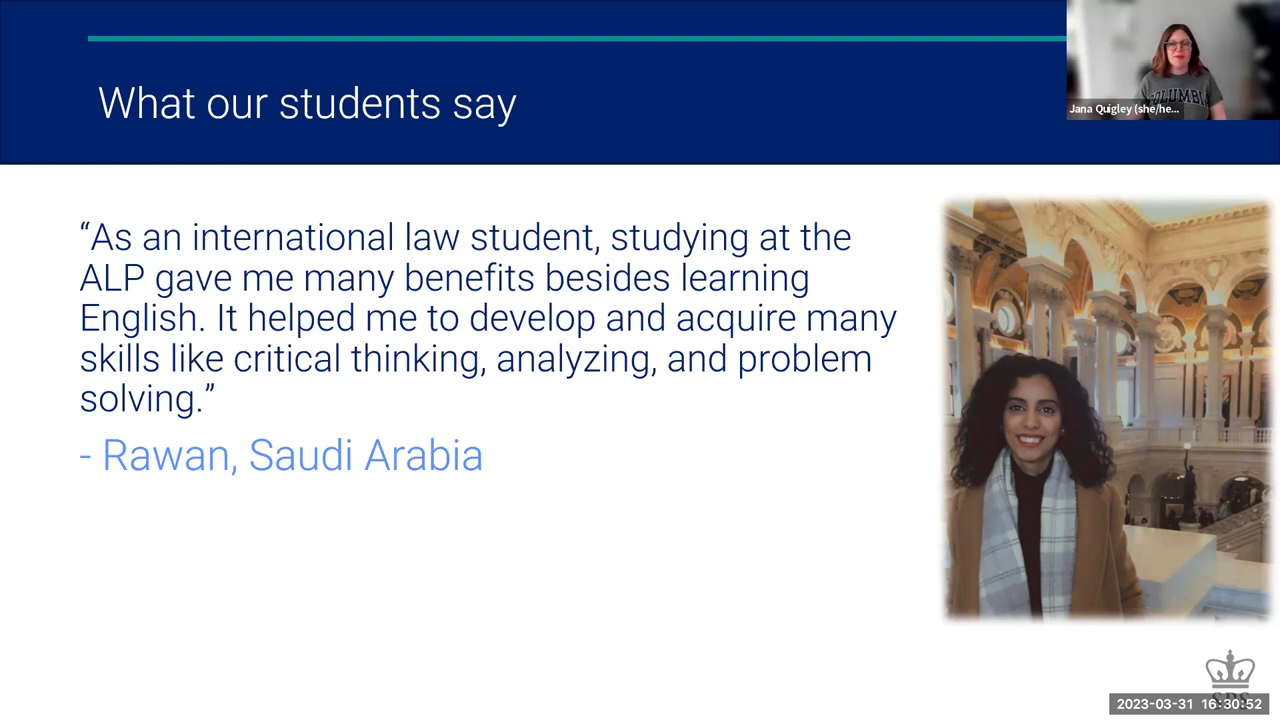 What our students say
COLUMBI
Jana Quigley (she/he...
“As an international law student, studying at the
ALP gave me many benefits besides learning
English. It helped me to develop and acquire many
skills like critical thinking, analyzing, and problem
solving.”
- Rawan, Saudi Arabia
SPS
2023-03-31 16:30:52